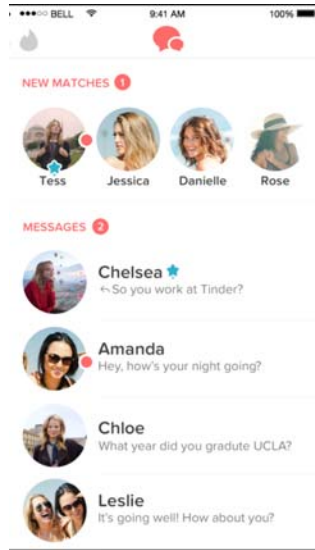 BELL 9:41 AM 100%
NEW MATCHES 1
Tess Jessica Danielle Rose
MESSAGES 2
Chelsea
So you work at Tinder?
Amanda
Hey, how's your night going?
Chloe
What year did you gradute UCLA?
Leslie
It's going well! How about you?